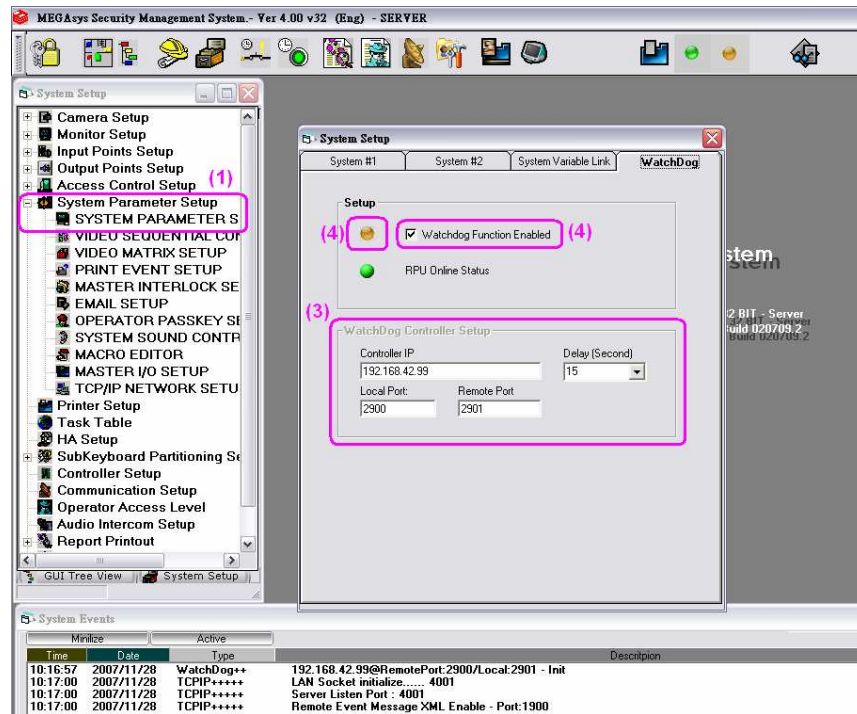 MEGAsys Security Management System.- Ver 4.00 v32 (Eng) - SERVER
System Setup
Camera Setup
Monitor Setup
Input Points Setup
Output Points Setup
Access Control Setup
(1)
System Parameter Setup
SYSTEM PARAMETER S
VIDEO SEQUENTIAL CON
VIDEO MATRIX SETUP
PRINT EVENT SETUP
MASTER INTERLOCK SE
EMAIL SETUP
OPERATOR PASSKEY SE
SYSTEM SOUND CONTR
MACRO EDITOR
MASTER I/O SETUP
TCP/IP NETWORK SETU
Printer Setup
Task Table
HA Setup
SubKeyboard Partitioning Se
Controller Setup
Communication Setup
Operator Access Level
Audio Intercom Setup
Report Printout
GUI Tree View
System Setup
System Setup
System #1
System #2
System Variable Link
WatchDog
Setup
(4)
Watchdog Function Enabled
(4)
RPU Online Status
(3)
WatchDog Controller Setup
Controller IP
Delay (Second)
192.168.42.99
15
Local Port:
Remote Port
2900
2901
stem
32 BIT - Server
uild 020709.2
System Events
Minilize
Active
Time Date Type Descritpion
10:16:57 2007/11/28 WatchDog++ 192.168.42.99@RemotePort:2900/Local:2901 - Init
10:17:00 2007/11/28 TCPIP+++++ LAN Socket initialize...... 4001
10:17:00 2007/11/28 TCPIP+++++ Server Listen Port : 4001
10:17:00 2007/11/28 TCPIP+++++ Remote Event Message XML Enable - Port:1900